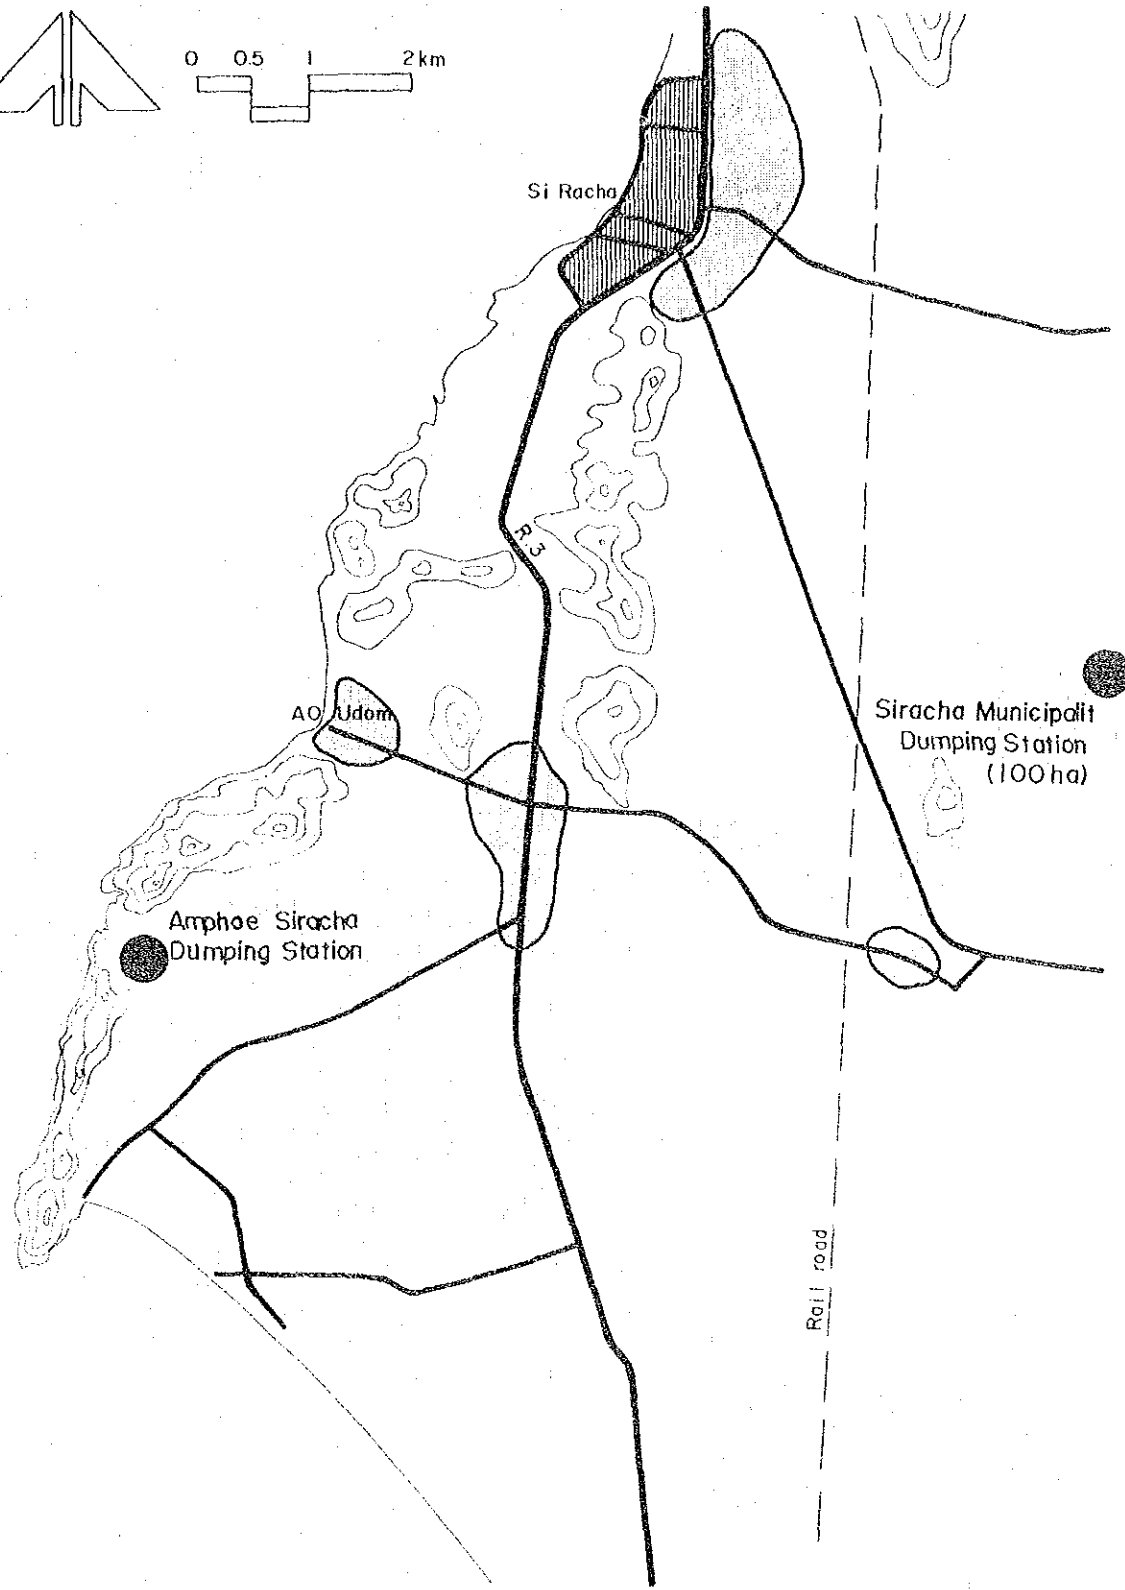 0 0.5 1 2 km
Si Racha
R.3
AO Udom
Siracha Municipalit
Dumping Station
(100 ha)
Amphoe Siracha
Dumping Station
Rail road